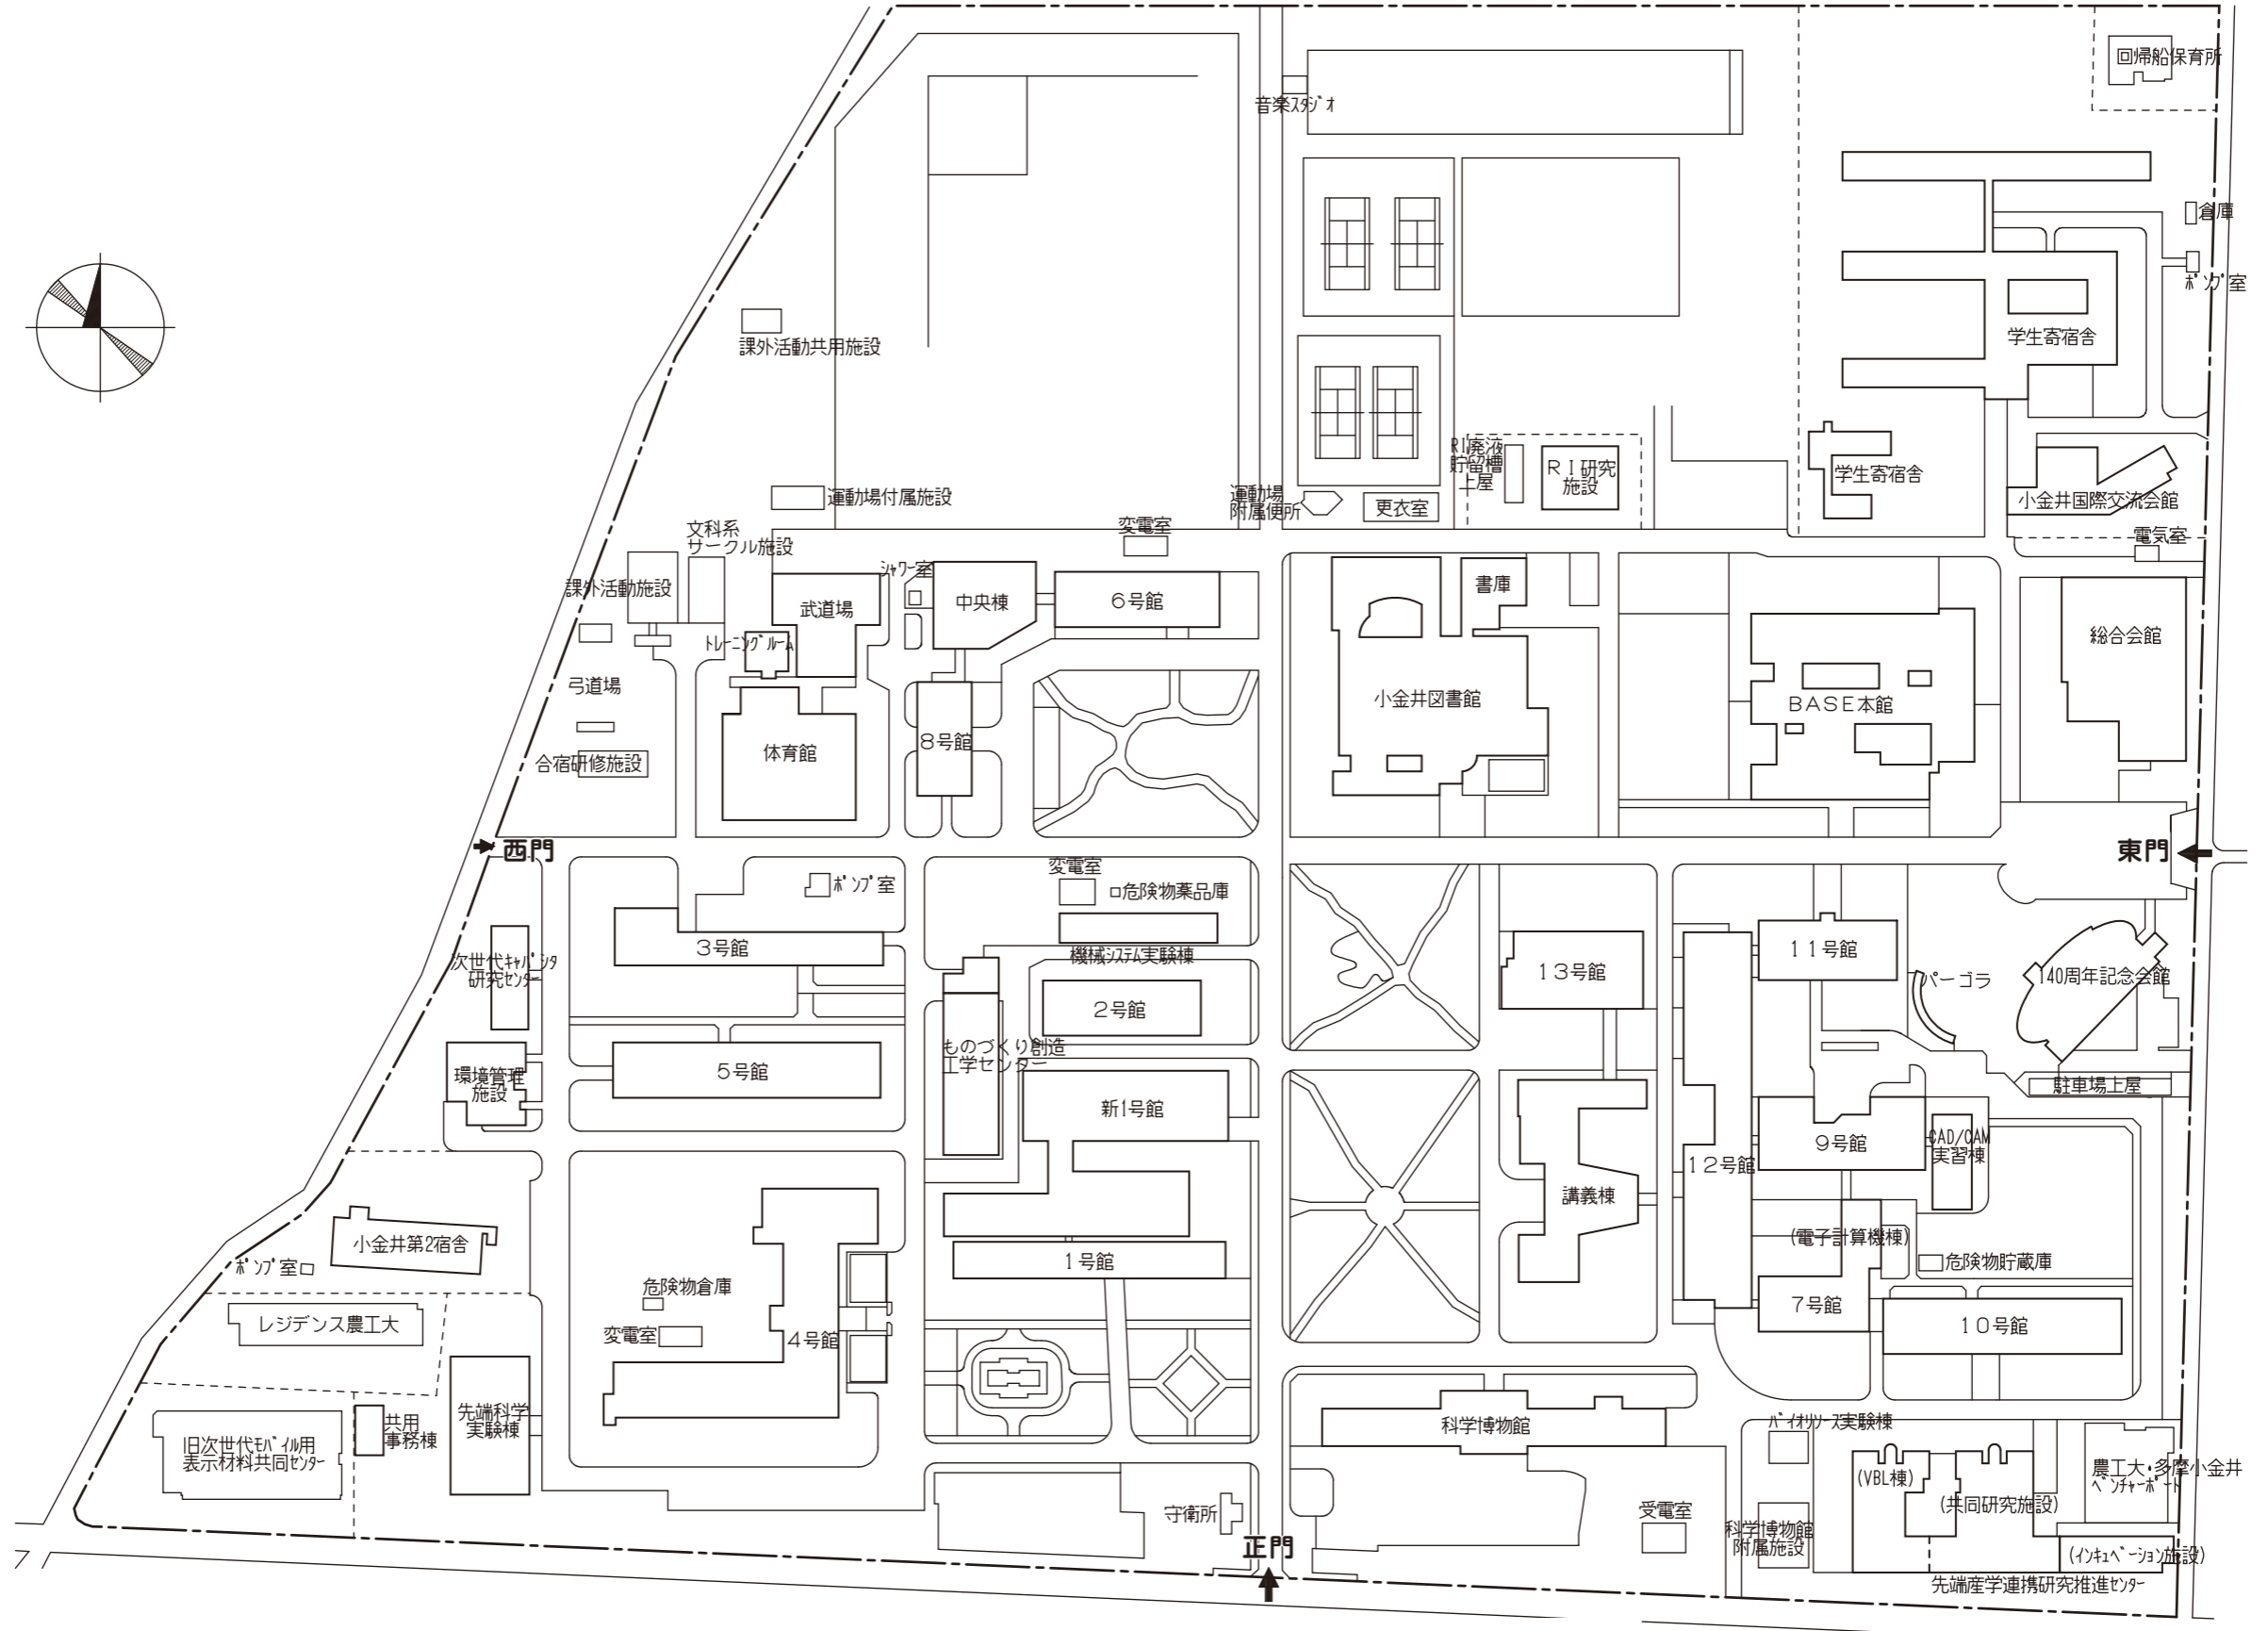 回帰船保育所
音楽ｽﾀｼﾞｵ
倉庫
ﾎﾟﾝﾌﾟ室
学生寄宿舎
課外活動共用施設
RI廃液
貯留槽
上屋
ＲＩ研究
施設
学生寄宿舎
小金井国際交流会館
運動場付属施設
運動場
附属便所
更衣室
変電室
電気室
文科系
サークル施設
課外活動施設
ｼｬﾜｰ室
中央棟
６号館
武道場
書庫
総合会館
ﾄﾚｰﾆﾝｸﾞﾙｰﾑ
弓道場
小金井図書館
ＢＡＳＥ本館
体育館
８号館
合宿研修施設
西門
東門
変電室
危険物薬品庫
ﾎﾟﾝﾌﾟ室
３号館
機械ｼｽﾃﾑ実験棟
次世代ｷｬﾊﾟｼﾀ
研究ｾﾝﾀｰ
１３号館
１１号館
パーゴラ
140周年記念会館
２号館
ものづくり創造
工学センター
５号館
環境管理
施設
新1号館
駐車場上屋
９号館
CAD/CAM
実習棟
１２号館
講義棟
小金井第2宿舎
ﾎﾟﾝﾌﾟ室
(電子計算機棟)
１号館
危険物貯蔵庫
危険物倉庫
７号館
レジデンス農工大
変電室
４号館
１０号館
先端科学
実験棟
共用
事務棟
科学博物館
ﾊﾞｲｵﾘｿｰｽ実験棟
旧次世代ﾓﾊﾞｲﾙ用
表示材料共同ｾﾝﾀｰ
(VBL棟)
農工大・多摩小金井
ﾍﾞﾝﾁｬｰﾎﾟｰﾄ
(共同研究施設)
守衛所
受電室
科学博物館
附属施設
正門
(ｲﾝｷｭﾍﾞｰｼｮﾝ施設)
先端産学連携研究推進ｾﾝﾀｰ